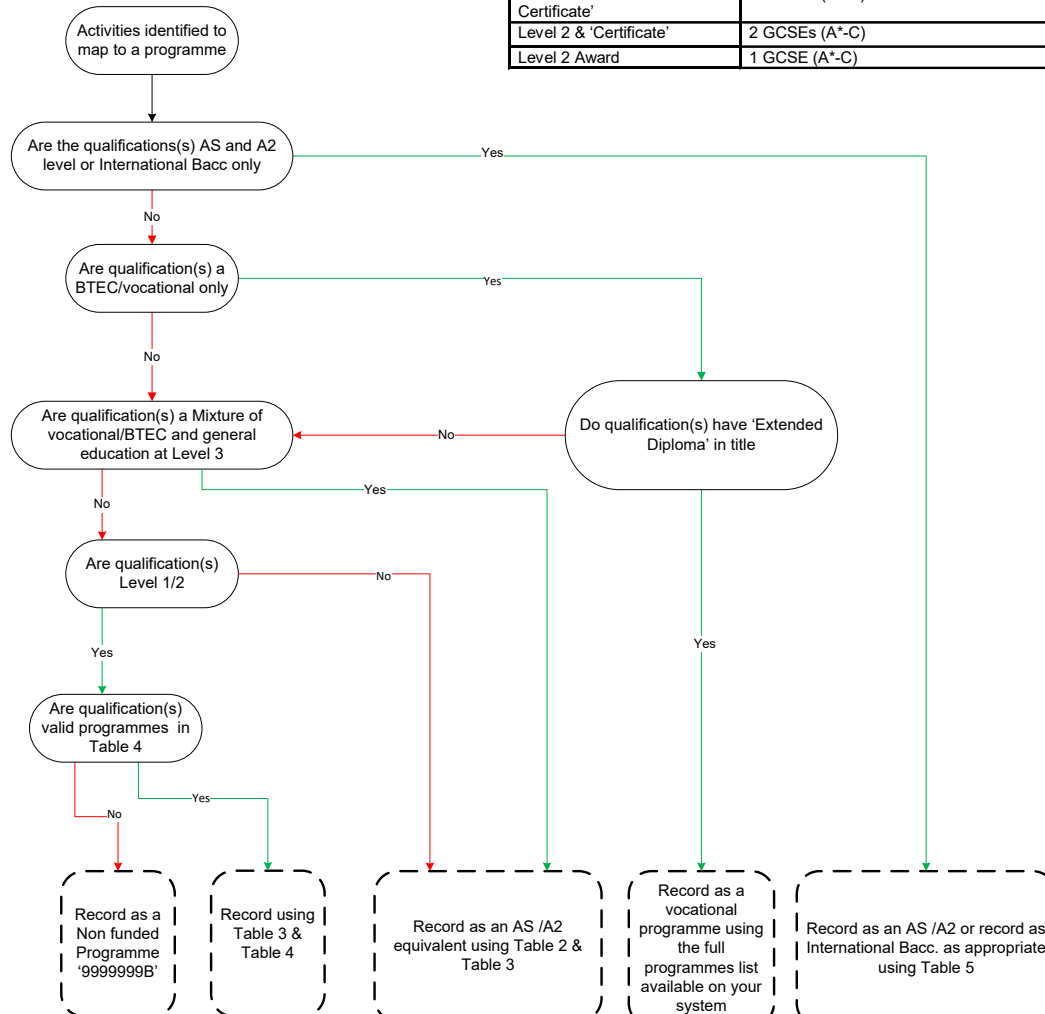 Certificate'
Level 2 & 'Certificate'
2 GCSEs (A*-C)
Level 2 Award
1 GCSE (A*-C)
Activities identified to
map to a programme
Are the qualifications(s) AS and A2
level or International Bacc only
Yes
No
Are qualification(s) a
BTEC/vocational only
Yes
No
Are qualification(s) a Mixture of
vocational/BTEC and general
education at Level 3
No
Do qualification(s) have ‘Extended
Diploma’ in title
Yes
No
Are qualification(s)
Level 1/2
No
Yes
Yes
Are qualification(s)
valid programmes in
Table 4
Yes
No
Record as a
Non funded
Programme
‘9999999B’
Record using
Table 3 &
Table 4
Record as an AS /A2
equivalent using Table 2 &
Table 3
Record as a
vocational
programme using
the full
programmes list
available on your
system
Record as an AS /A2 or record as
International Bacc. as appropriate
using Table 5